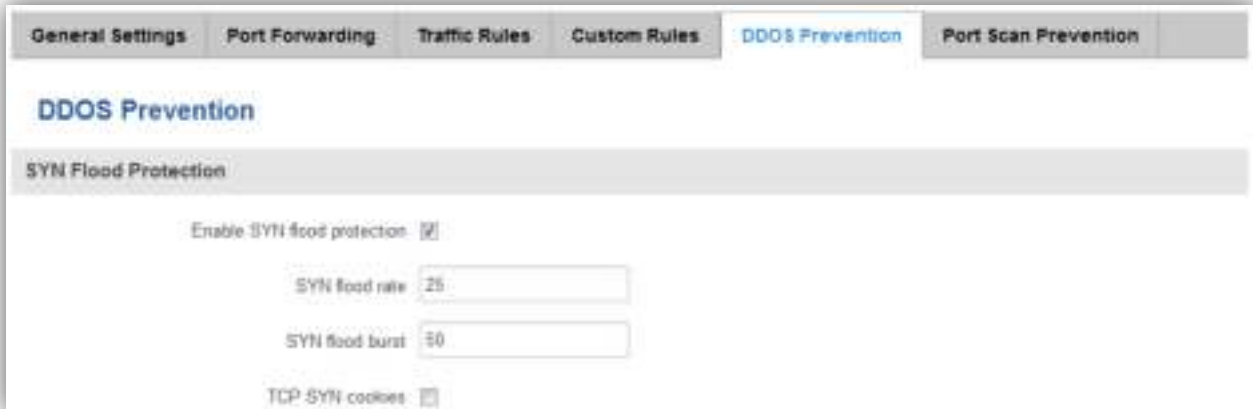 General Settings Port Forwarding Traffic Rules Custom Rules DDOS Prevention Port Scan Prevention
DDOS Prevention
SYN Flood Protection
Enable SYN flood protection
SYN flood rate 25
SYN flood burst 50
TCP SYN cookies